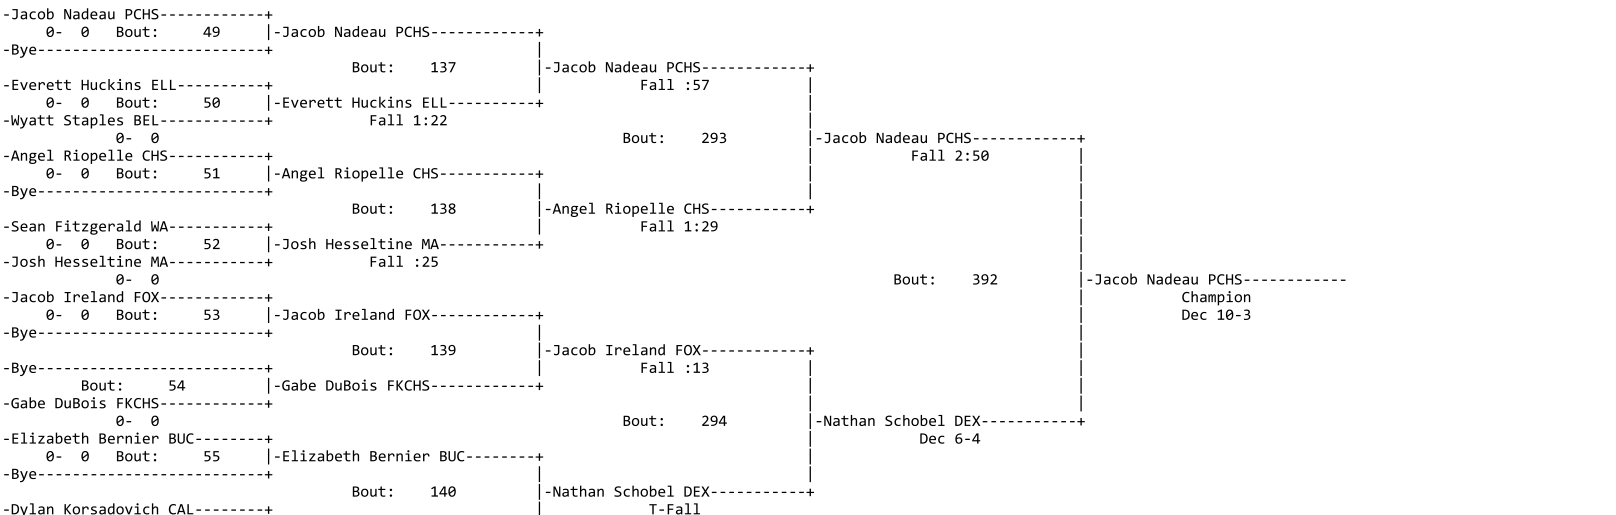 -Jacob Nadeau PCHS------------+
0- 0 Bout: 49 |-Jacob Nadeau PCHS------------+
-Bye--------------------------+ |
Bout: 137 |-Jacob Nadeau PCHS------------+
-Everett Huckins ELL----------+ | Fall :57 |
0- 0 Bout: 50 |-Everett Huckins ELL----------+ |
-Wyatt Staples BEL------------+ Fall 1:22 |
0- 0 Bout: 293 |-Jacob Nadeau PCHS------------+
-Angel Riopelle CHS-----------+ | Fall 2:50 |
0- 0 Bout: 51 |-Angel Riopelle CHS-----------+ | |
-Bye--------------------------+ | | |
Bout: 138 |-Angel Riopelle CHS-----------+ |
-Sean Fitzgerald WA-----------+ | Fall 1:29 |
0- 0 Bout: 52 |-Josh Hesseltine MA-----------+ |
-Josh Hesseltine MA-----------+ Fall :25 |
0- 0 Bout: 392 |-Jacob Nadeau PCHS------------
-Jacob Ireland FOX------------+ | Champion
0- 0 Bout: 53 |-Jacob Ireland FOX------------+ | Dec 10-3
-Bye--------------------------+ | |
Bout: 139 |-Jacob Ireland FOX------------+ |
-Bye--------------------------+ | Fall :13 | |
Bout: 54 |-Gabe DuBois FKCHS------------+ | |
-Gabe DuBois FKCHS------------+ | |
0- 0 Bout: 294 |-Nathan Schobel DEX-----------+
-Elizabeth Bernier BUC--------+ | Dec 6-4
0- 0 Bout: 55 |-Elizabeth Bernier BUC--------+ |
-Bye--------------------------+ | |
Bout: 140 |-Nathan Schobel DEX-----------+
-Dylan Korsadovich CAL--------+ | T-Fall